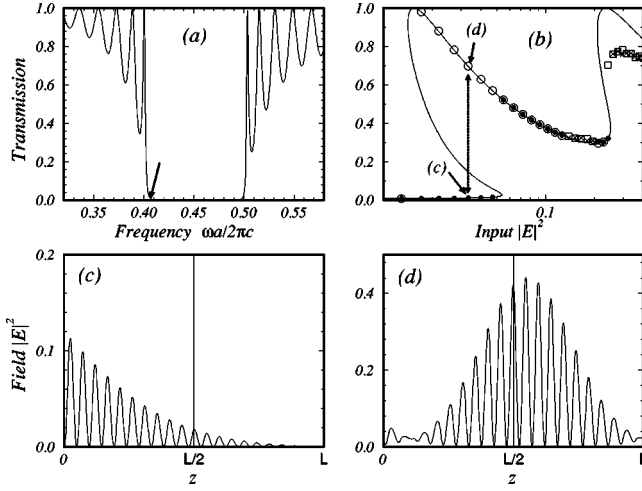 1.0
0.8
0.6
0.4
0.2
0.0
Transmission
(a)
0.35 0.40 0.45 0.50 0.55
Frequency ωa/2πc
1.0
0.8
0.6
0.4
0.2
0.0
(b)
(d)
(c)
0.1
Input |E|²
0.2
0.1
0.0
Field |E|²
(c)
0 L/2 L
z
0.4
0.2
0.0
(d)
0 L/2 L
z